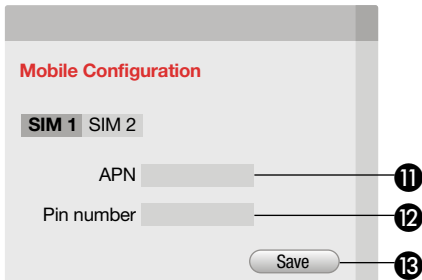 Mobile Configuration
SIM 1 SIM 2
APN 11
Pin number 12
Save 13